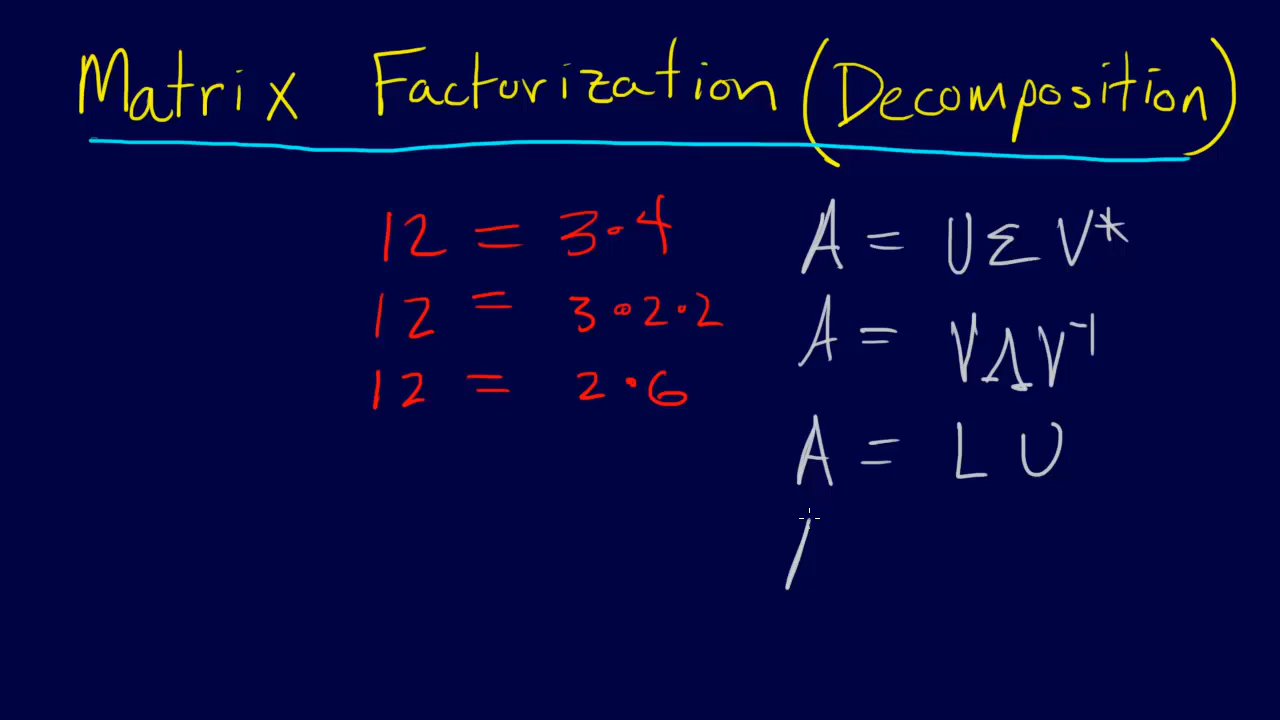 Matrix Factorization (Decomposition)
12 = 3·4
12 = 3·2·2
12 = 2·6
A = UΣV*
A = VΛV⁻¹
A = LU